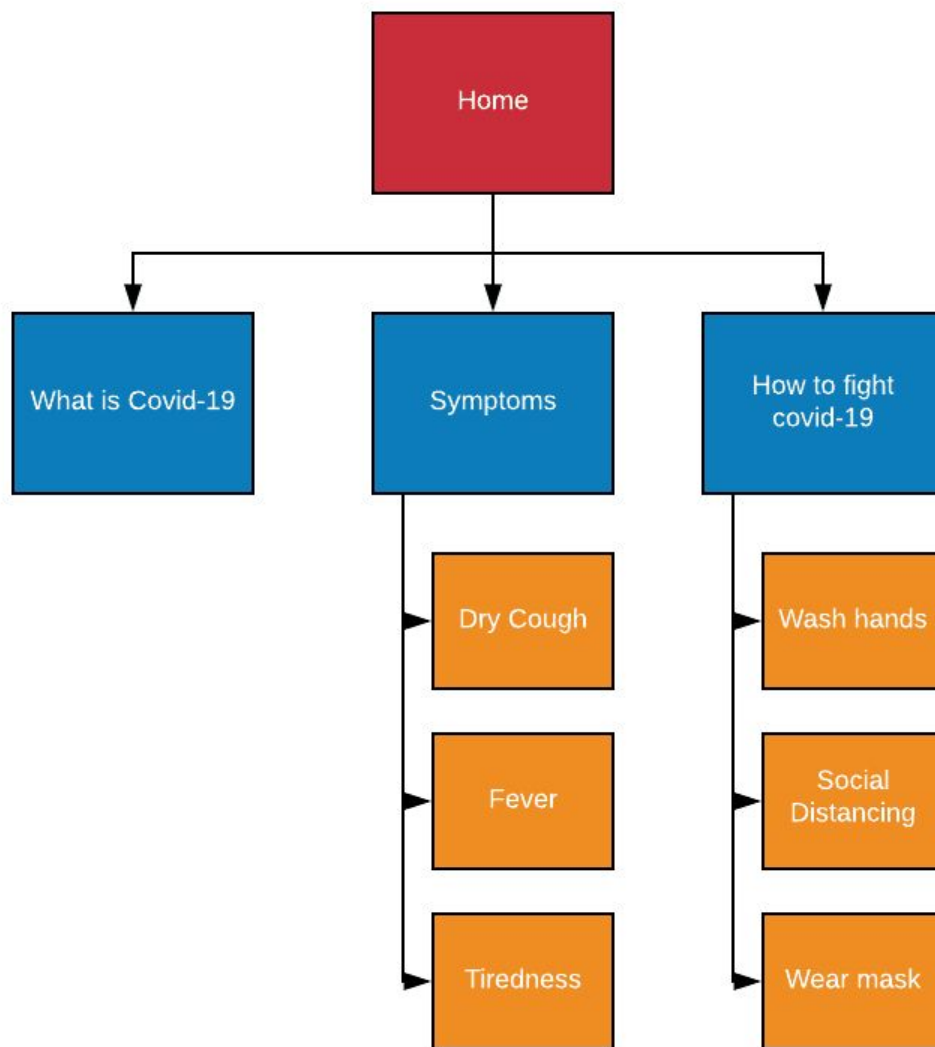 Home
What is Covid-19
Symptoms
How to fight
covid-19
Dry Cough
Fever
Tiredness
Wash hands
Social
Distancing
Wear mask